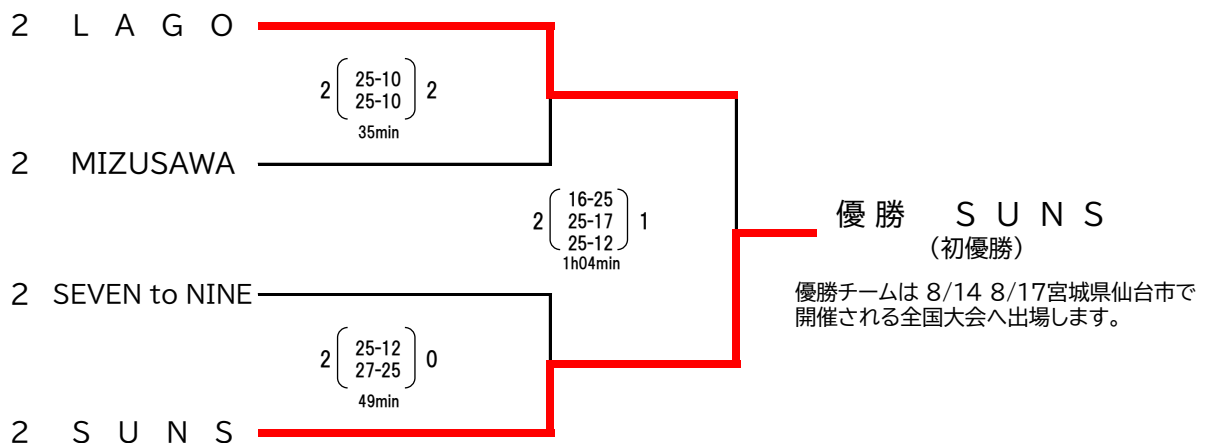 2 L A G O
2 25-10 2
25-10
35min
2 MIZUSAWA
16-25
2 25-17 1
25-12
1h04min
優 勝 S U N S
（初優勝）
2 SEVEN to NINE
優勝チームは 8/14 8/17宮城県仙台市で
開催される全国大会へ出場します。
2 25-12 0
27-25
49min
2 S U N S